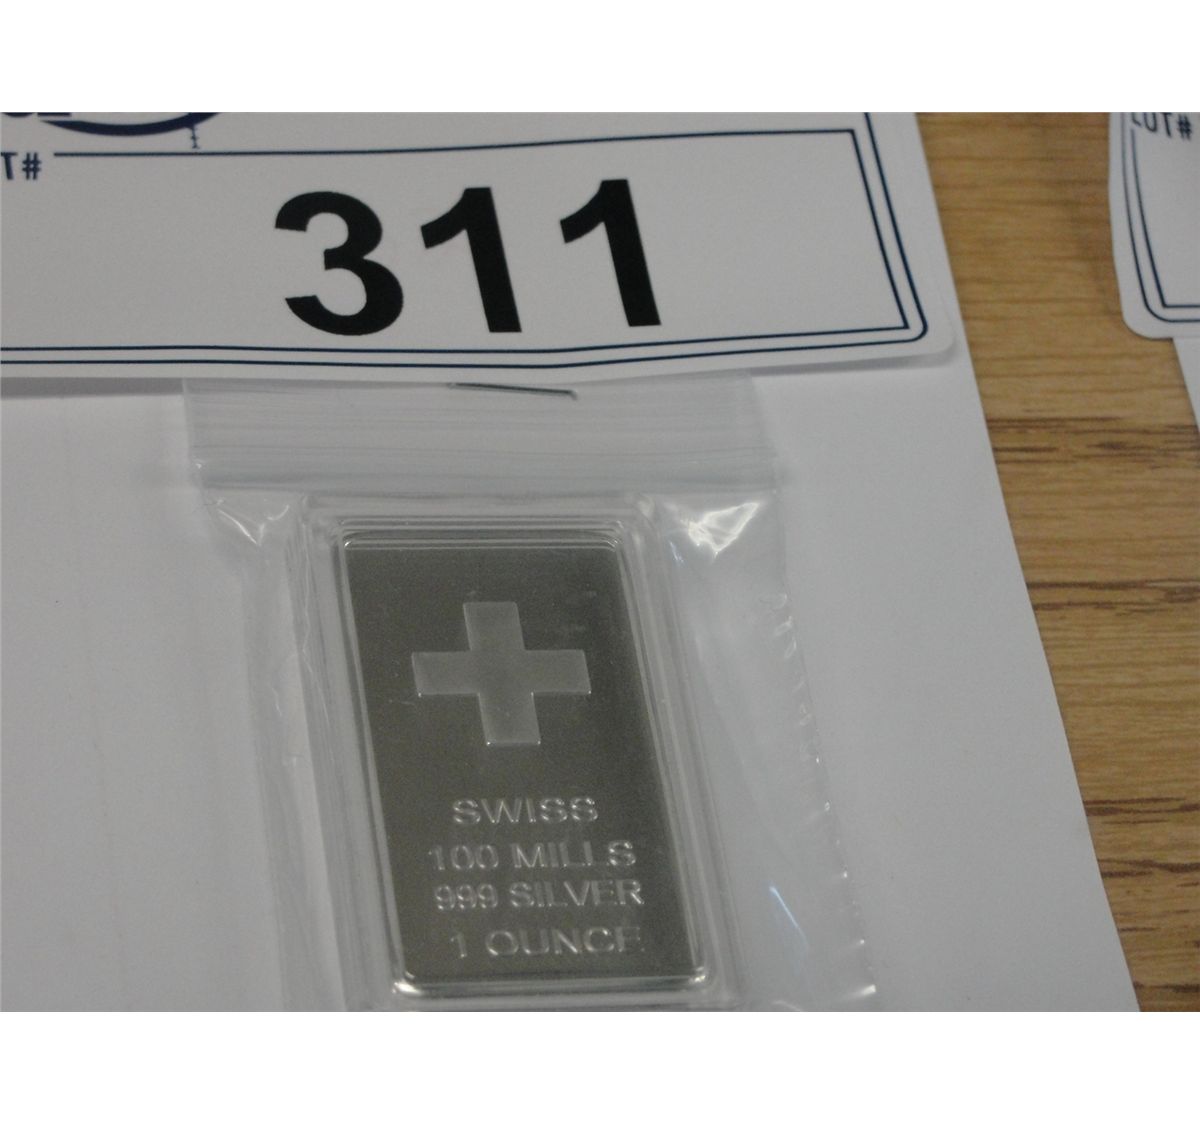 T#
LOT#
311
SWISS
100 MILLS
999 SILVER
1 OUNCE